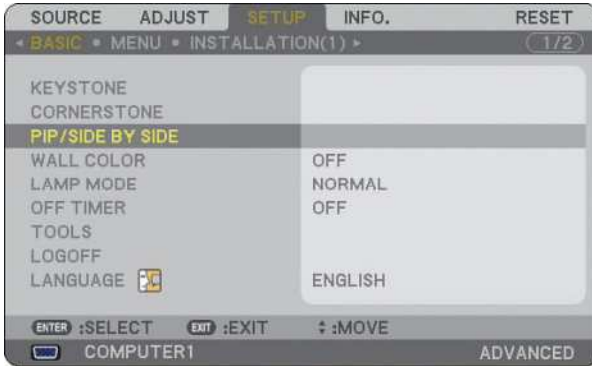 SOURCE ADJUST SETUP INFO. RESET
BASIC • MENU • INSTALLATION(1) 1/2
KEYSTONE
CORNERSTONE
PIP/SIDE BY SIDE
WALL COLOR OFF
LAMP MODE NORMAL
OFF TIMER OFF
TOOLS
LOGOFF
LANGUAGE ENGLISH
ENTER :SELECT EXIT :EXIT :MOVE
COMPUTER1 ADVANCED